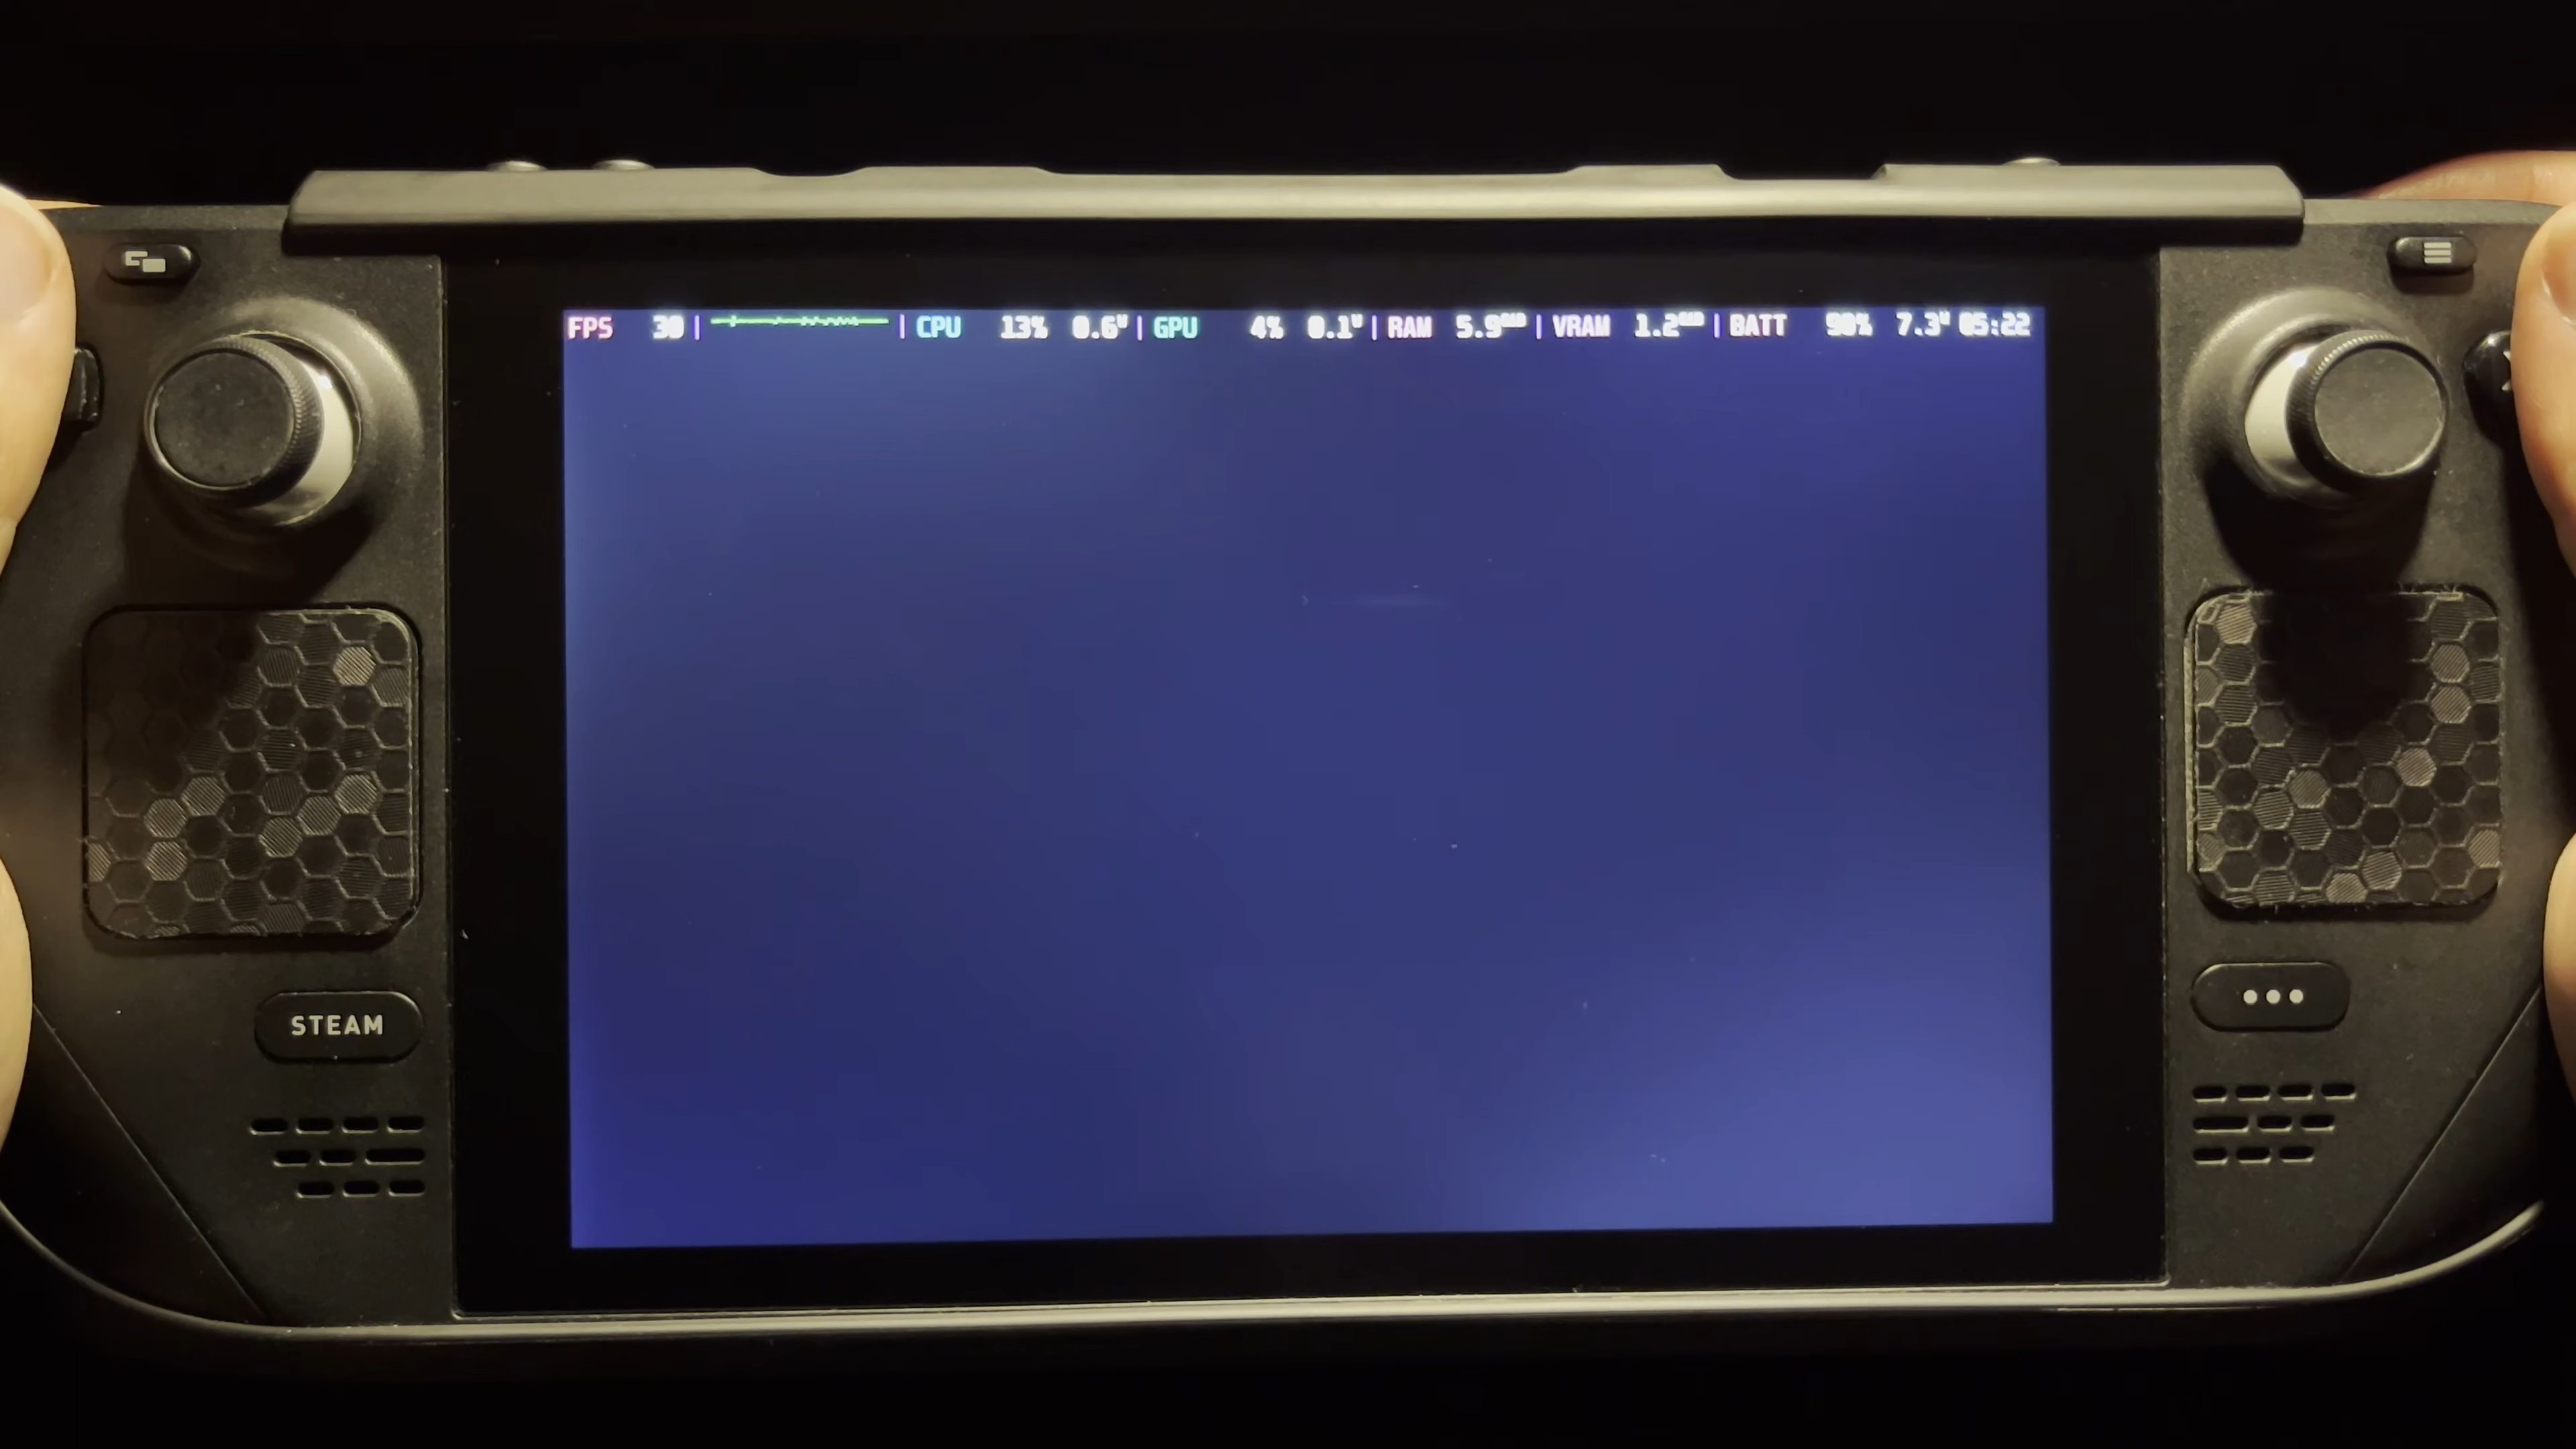 FPS 30 | | CPU 13% 0.6W | GPU 4% 0.1W | RAM 5.9GiB | VRAM 1.2GiB | BATT 90% 7.3W 05:22
STEAM